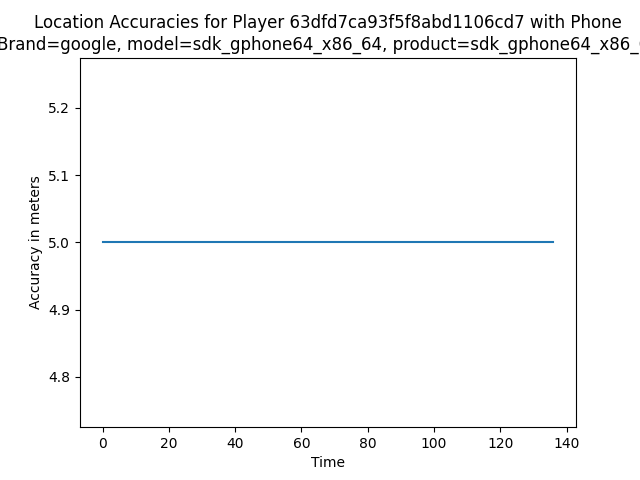 Location Accuracies for Player 63dfd7ca93f5f8abd1106cd7 with Phone
Brand=google, model=sdk_gphone64_x86_64, product=sdk_gphone64_x86_
5.2
5.1
5.0
4.9
4.8
Accuracy in meters
0 20 40 60 80 100 120 140
Time